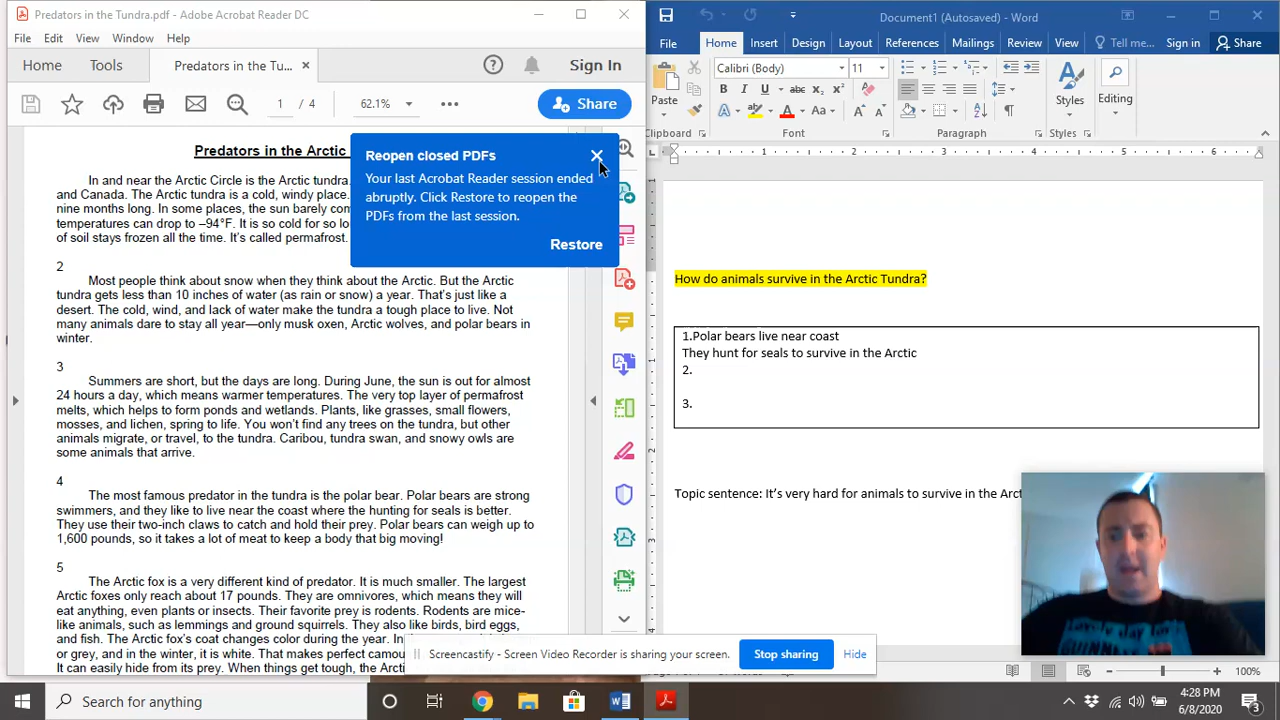 Predators in the Tundra.pdf - Adobe Acrobat Reader DC
File Edit View Window Help
Home Tools Predators in the Tu... × Sign In
1 / 4 62.1% Share
Predators in the Arctic
In and near the Arctic Circle is the Arctic tundra.
and Canada. The Arctic tundra is a cold, windy place.
nine months long. In some places, the sun barely com
temperatures can drop to –94°F. It is so cold for so lo
of soil stays frozen all the time. It's called permafrost.
Reopen closed PDFs
Your last Acrobat Reader session ended
abruptly. Click Restore to reopen the
PDFs from the last session.
Restore
2
Most people think about snow when they think about the Arctic. But the Arctic
tundra gets less than 10 inches of water (as rain or snow) a year. That's just like a
desert. The cold, wind, and lack of water make the tundra a tough place to live. Not
many animals dare to stay all year—only musk oxen, Arctic wolves, and polar bears in
winter.
3
Summers are short, but the days are long. During June, the sun is out for almost
24 hours a day, which means warmer temperatures. The very top layer of permafrost
melts, which helps to form ponds and wetlands. Plants, like grasses, small flowers,
mosses, and lichen, spring to life. You won't find any trees on the tundra, but other
animals migrate, or travel, to the tundra. Caribou, tundra swan, and snowy owls are
some animals that arrive.
4
The most famous predator in the tundra is the polar bear. Polar bears are strong
swimmers, and they like to live near the coast where the hunting for seals is better.
They use their two-inch claws to catch and hold their prey. Polar bears can weigh up to
1,600 pounds, so it takes a lot of meat to keep a body that big moving!
5
The Arctic fox is a very different kind of predator. It is much smaller. The largest
Arctic foxes only reach about 17 pounds. They are omnivores, which means they will
eat anything, even plants or insects. Their favorite prey is rodents. Rodents are mice-
like animals, such as lemmings and ground squirrels. They also like birds, bird eggs,
and fish. The Arctic fox's coat changes color during the year. In
or grey, and in the winter, it is white. That makes perfect camou
It can easily hide from its prey. When things get tough, the Arcti
Document1 (Autosaved) - Word
File Home Insert Design Layout References Mailings Review View Tell me... Sign in Share
Paste Calibri (Body) 11 Styles Editing
B I U abc x₂ x² A
A Aa A A
Clipboard Font Paragraph Styles
1 2 3
How do animals survive in the Arctic Tundra?
1.Polar bears live near coast
They hunt for seals to survive in the Arctic
2.
3.
Topic sentence: It's very hard for animals to survive in the Arct
Screencastify - Screen Video Recorder is sharing your screen. Stop sharing Hide
100%
Search for anything
4:28 PM
6/8/2020
3